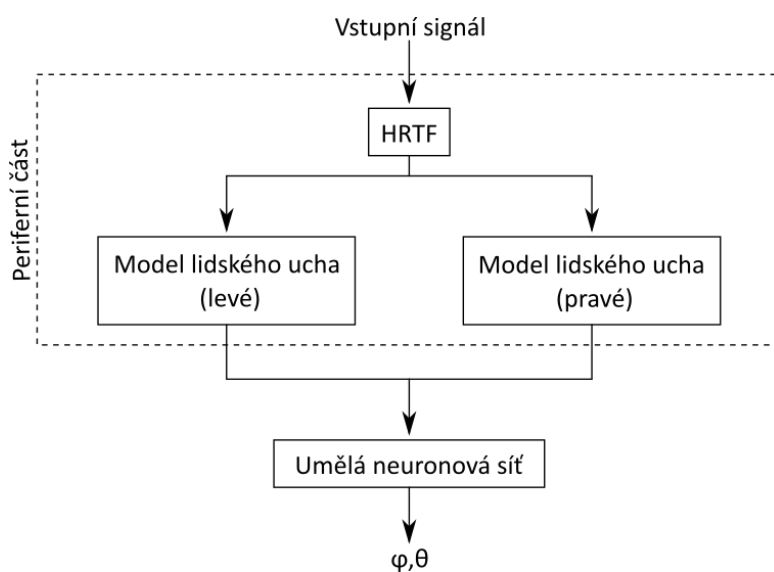 Vstupní signál
Periferní část
HRTF
Model lidského ucha
(levé)
Model lidského ucha
(pravé)
Umělá neuronová síť
φ,θ